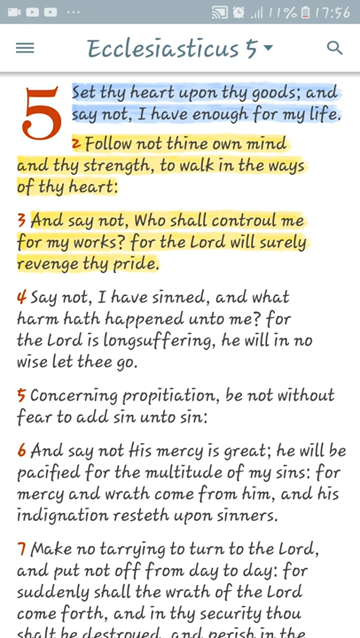 11% 17:56
Ecclesiasticus 5
5 Set thy heart upon thy goods; and
say not, I have enough for my life.
2 Follow not thine own mind
and thy strength, to walk in the ways
of thy heart:
3 And say not, Who shall controul me
for my works? for the Lord will surely
revenge thy pride.
4 Say not, I have sinned, and what
harm hath happened unto me? for
the Lord is longsuffering, he will in no
wise let thee go.
5 Concerning propitiation, be not without
fear to add sin unto sin:
6 And say not His mercy is great; he will be
pacified for the multitude of my sins: for
mercy and wrath come from him, and his
indignation resteth upon sinners.
7 Make no tarrying to turn to the Lord,
and put not off from day to day: for
suddenly shall the wrath of the Lord
come forth, and in thy security thou
shalt be destroyed, and perish in the